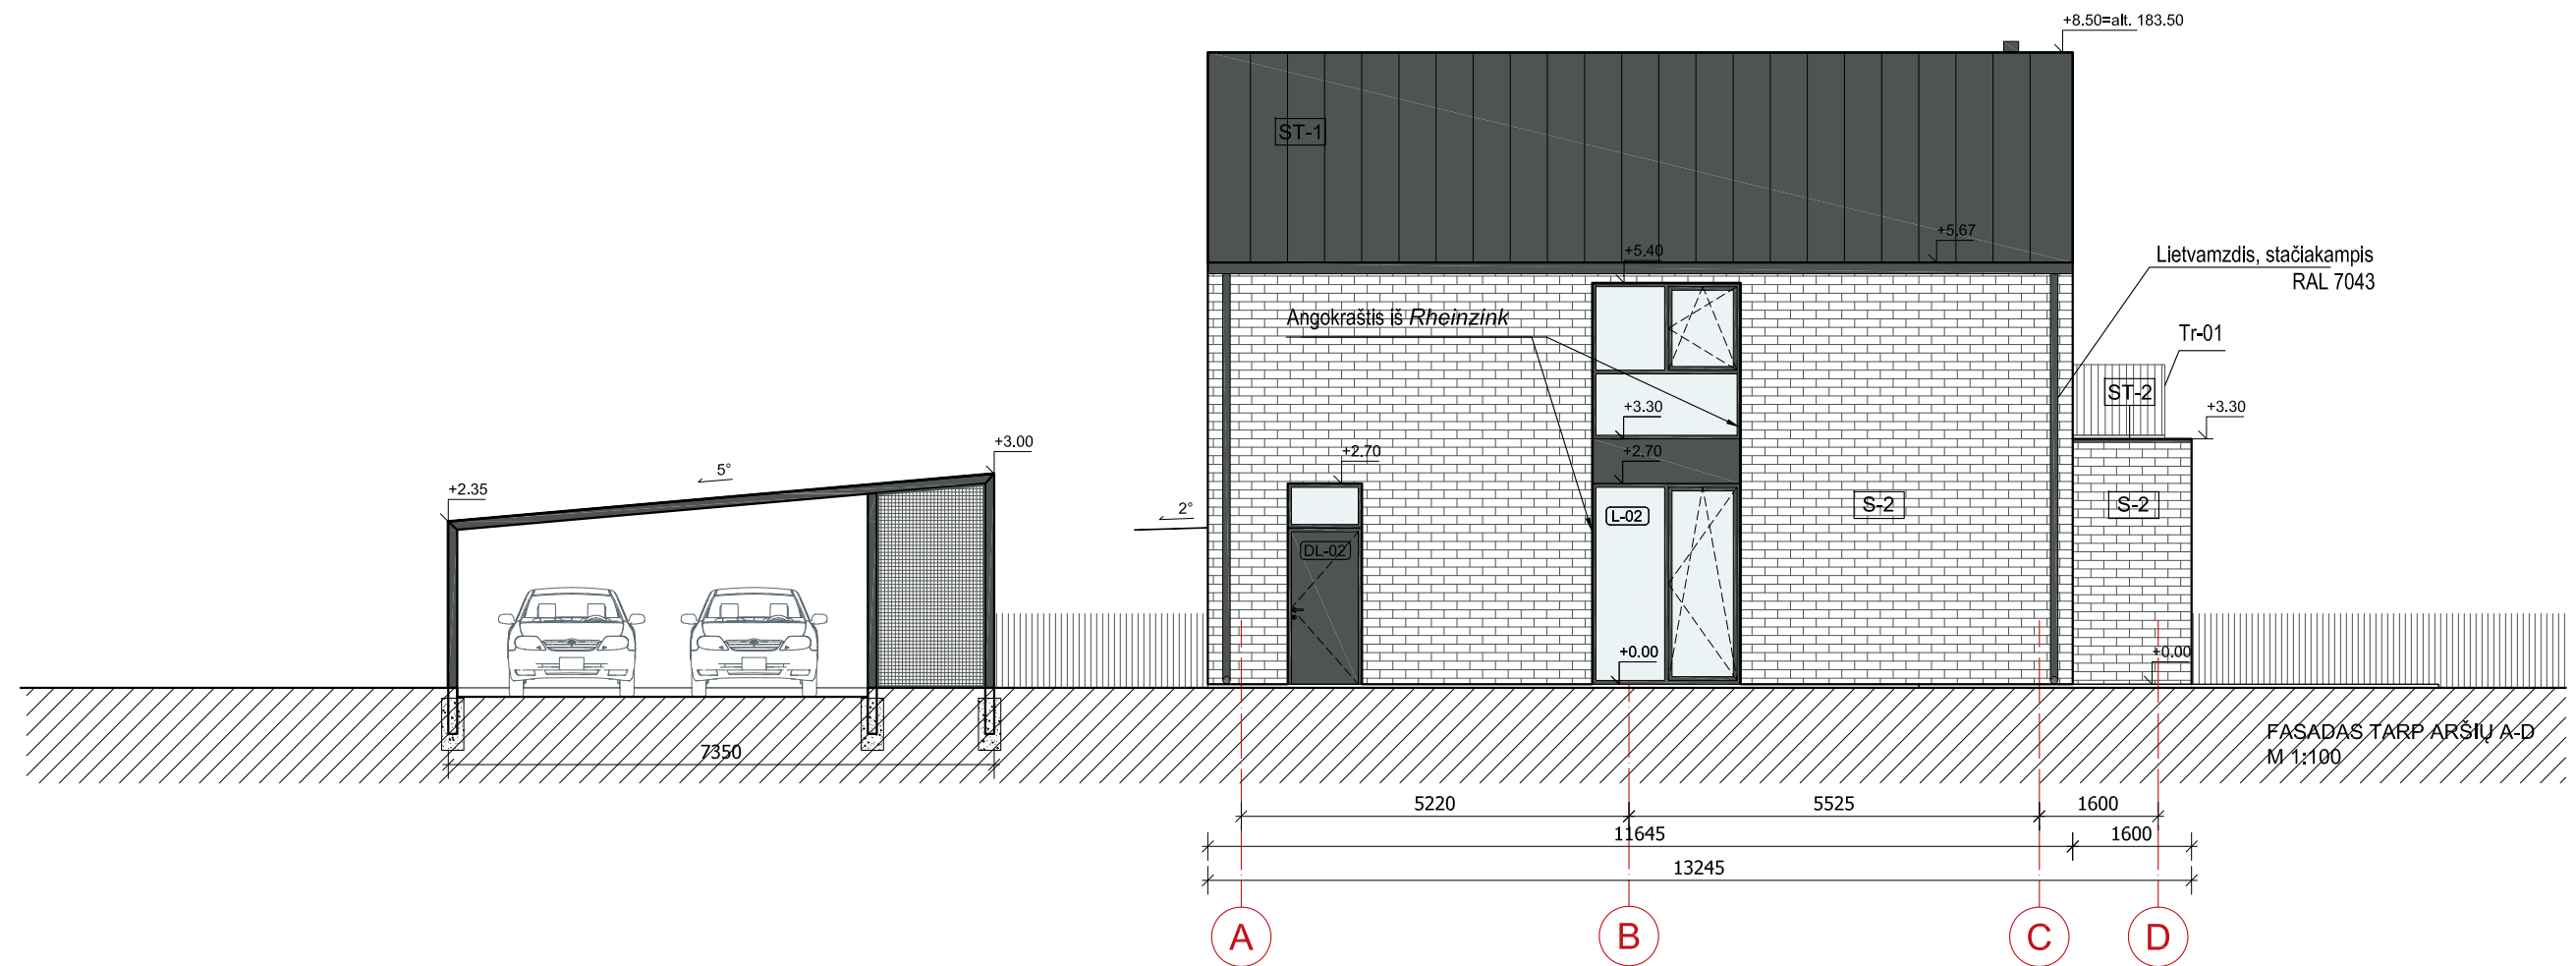 +8.50=alt. 183.50
ST-1
+5.67
+5.40
Lietvamzdis, stačiakampis
RAL 7043
Angokraštis iš Rheinzink
Tr-01
ST-2
+3.30
+3.30
+3.00
5°
+2.70
+2.70
+2.35
2°
S-2
S-2
L-02
DL-02
+0.00
+0.00
FASADAS TARP ARŠIŲ A-D
M 1:100
7350
5220
5525
1600
11645
1600
13245
A
B
C
D